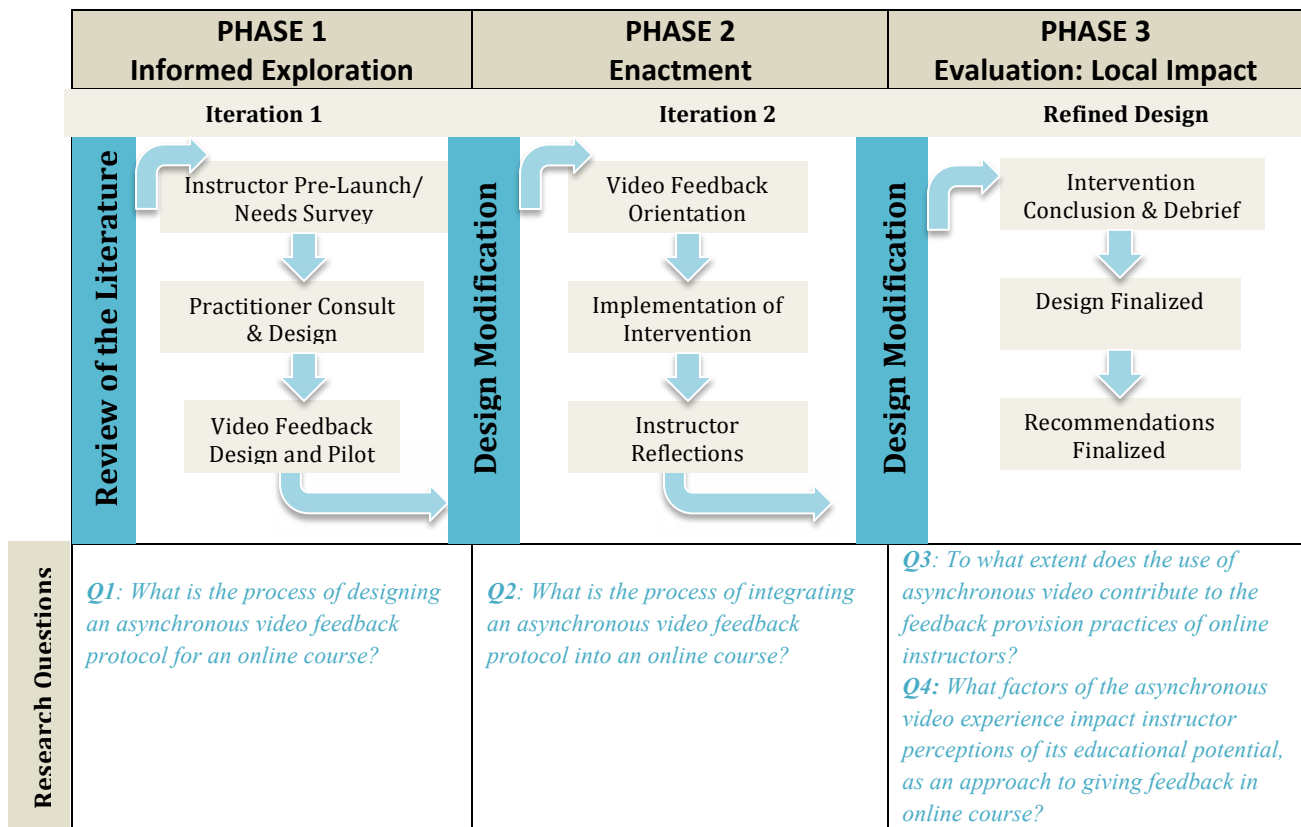 PHASE 1
Informed Exploration
PHASE 2
Enactment
PHASE 3
Evaluation: Local Impact
Iteration 1
Iteration 2
Refined Design
Review of the Literature
Instructor Pre-Launch/
Needs Survey
Practitioner Consult
& Design
Video Feedback
Design and Pilot
Design Modification
Video Feedback
Orientation
Implementation of
Intervention
Instructor
Reflections
Design Modification
Intervention
Conclusion & Debrief
Design Finalized
Recommendations
Finalized
Research Questions
Q1: What is the process of designing
an asynchronous video feedback
protocol for an online course?
Q2: What is the process of integrating
an asynchronous video feedback
protocol into an online course?
Q3: To what extent does the use of
asynchronous video contribute to the
feedback provision practices of online
instructors?
Q4: What factors of the asynchronous
video experience impact instructor
perceptions of its educational potential,
as an approach to giving feedback in
online course?